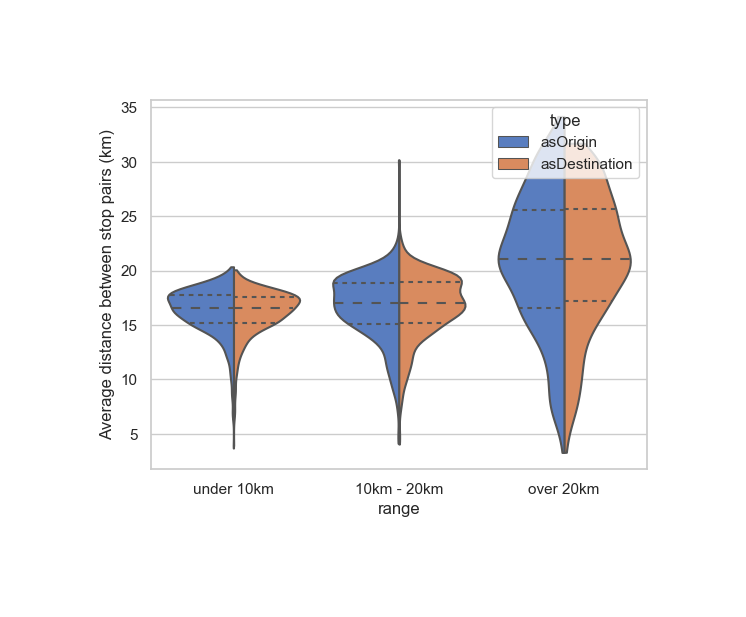 Average distance between stop pairs (km)
35
30
25
20
15
10
5
type
asOrigin
asDestination
under 10km
10km - 20km
over 20km
range